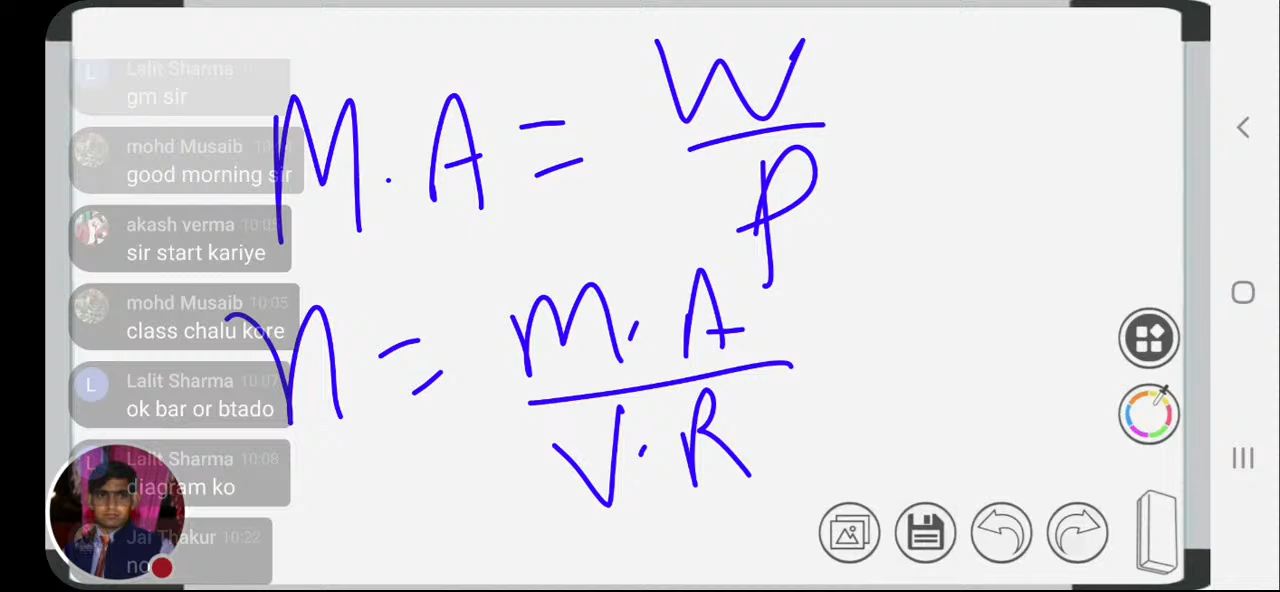 Lalit Sharma
gm sir
mohd Musaib
good morning sir
akash verma 10:05
sir start kariye
mohd Musaib 10:05
class chalu kore
Lalit Sharma 10:07
ok bar or btado
Lalit Sharma 10:08
diagram ko
Jai Thakur 10:22
no
M.A = W/P
η = M.A/V.R